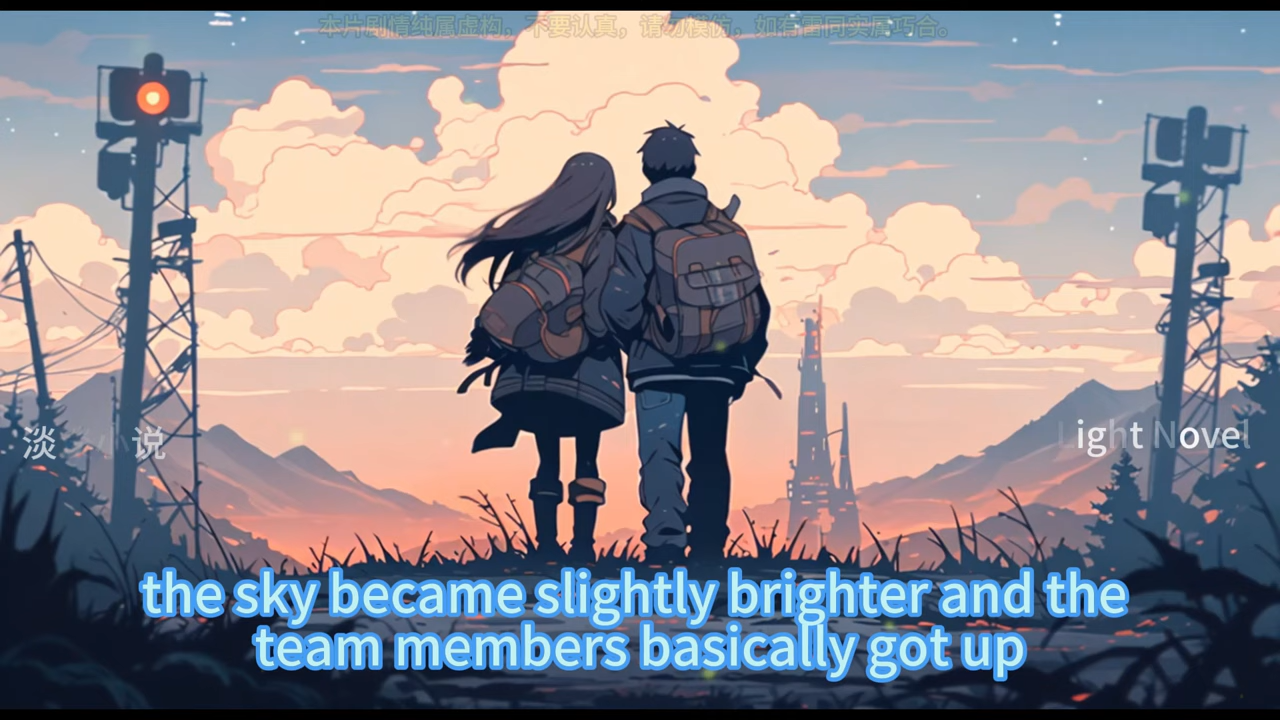 本片剧情纯属虚构，不要认真，请勿模仿，如有雷同实属巧合。
淡 小 说
Light Novel
the sky became slightly brighter and the
team members basically got up